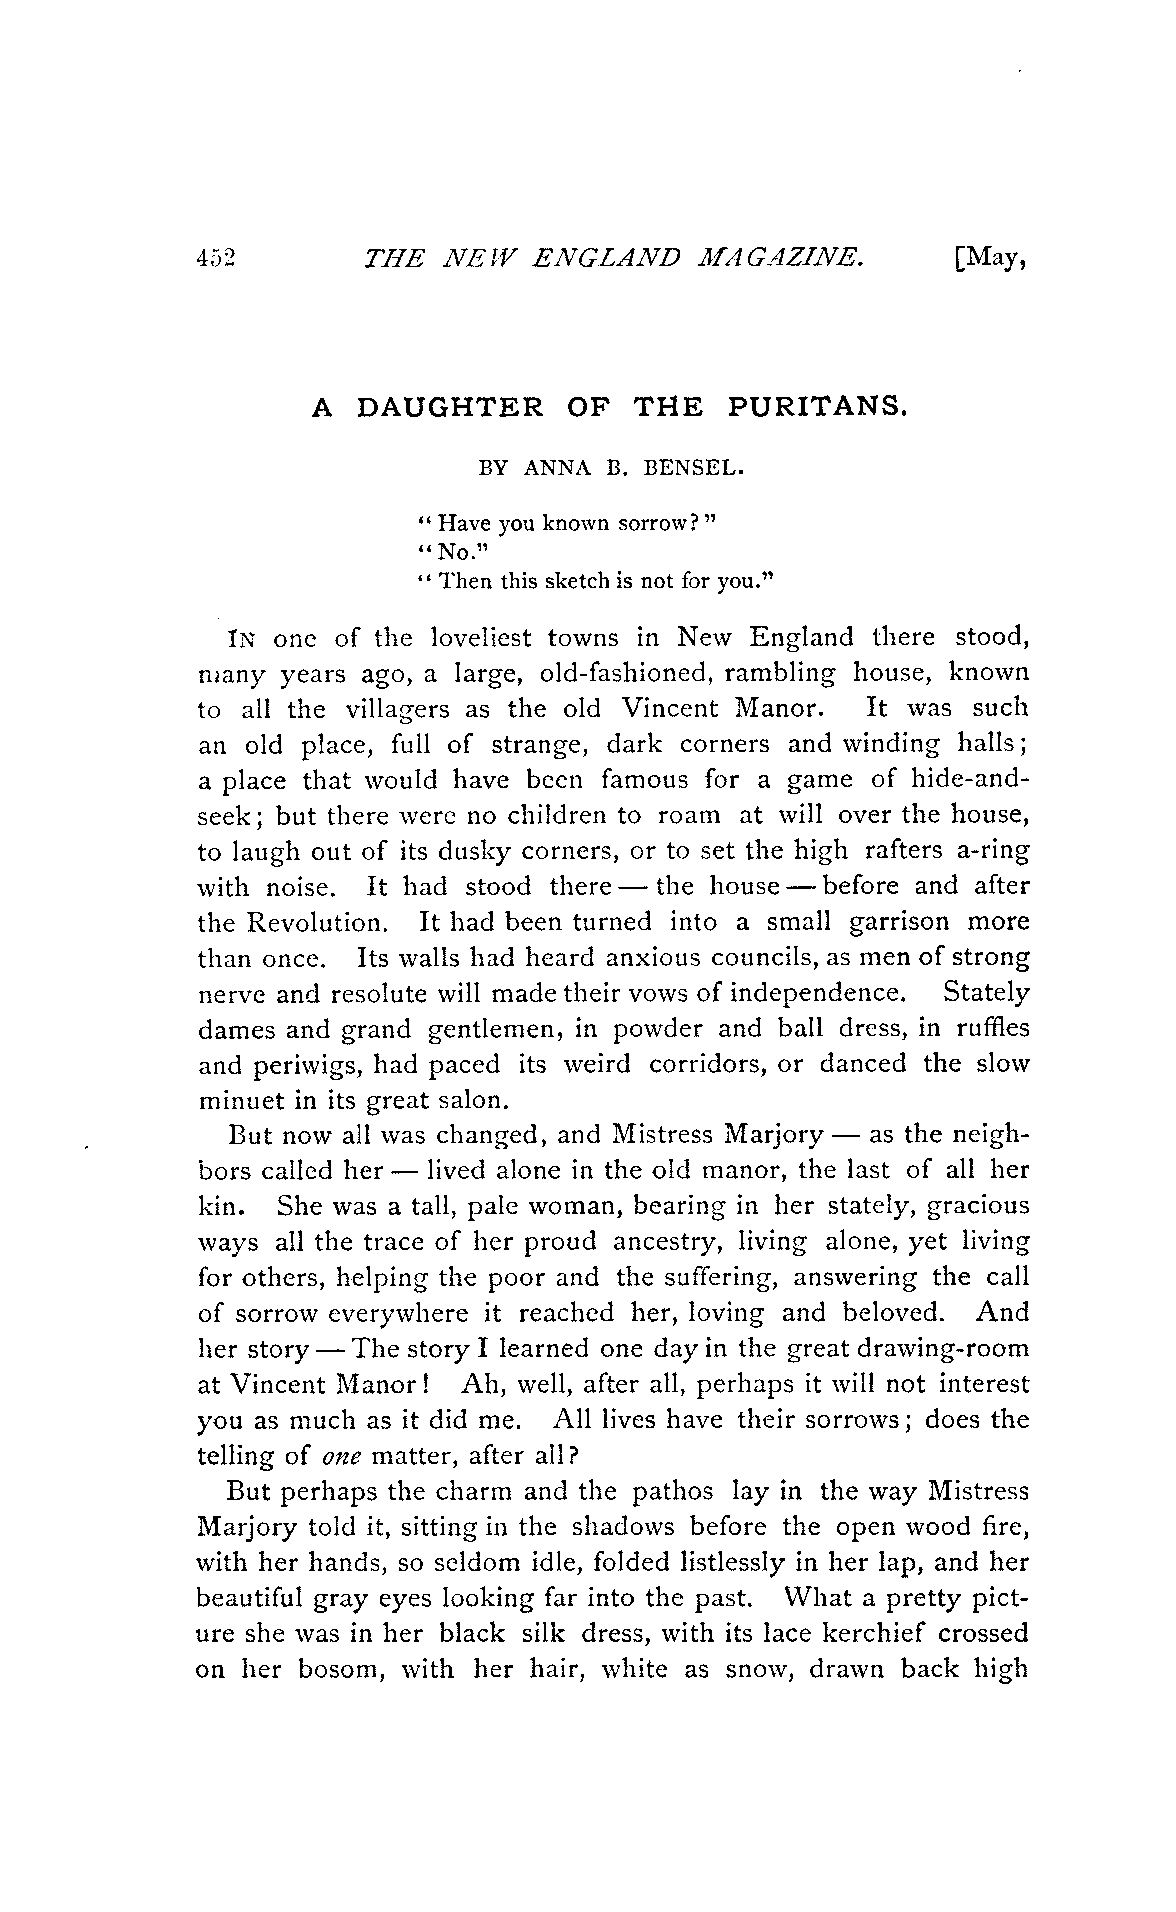 452 THE NEW ENGLAND MAGAZINE. [May,
A DAUGHTER OF THE PURITANS.
BY ANNA B. BENSEL.
"Have you known sorrow?"
"No."
"Then this sketch is not for you."
IN one of the loveliest towns in New England there stood,
many years ago, a large, old-fashioned, rambling house, known
to all the villagers as the old Vincent Manor. It was such
an old place, full of strange, dark corners and winding halls;
a place that would have been famous for a game of hide-and-
seek; but there were no children to roam at will over the house,
to laugh out of its dusky corners, or to set the high rafters a-ring
with noise. It had stood there — the house — before and after
the Revolution. It had been turned into a small garrison more
than once. Its walls had heard anxious councils, as men of strong
nerve and resolute will made their vows of independence. Stately
dames and grand gentlemen, in powder and ball dress, in ruffles
and periwigs, had paced its weird corridors, or danced the slow
minuet in its great salon.
But now all was changed, and Mistress Marjory — as the neigh-
bors called her — lived alone in the old manor, the last of all her
kin. She was a tall, pale woman, bearing in her stately, gracious
ways all the trace of her proud ancestry, living alone, yet living
for others, helping the poor and the suffering, answering the call
of sorrow everywhere it reached her, loving and beloved. And
her story — The story I learned one day in the great drawing-room
at Vincent Manor! Ah, well, after all, perhaps it will not interest
you as much as it did me. All lives have their sorrows; does the
telling of one matter, after all?
But perhaps the charm and the pathos lay in the way Mistress
Marjory told it, sitting in the shadows before the open wood fire,
with her hands, so seldom idle, folded listlessly in her lap, and her
beautiful gray eyes looking far into the past. What a pretty pict-
ure she was in her black silk dress, with its lace kerchief crossed
on her bosom, with her hair, white as snow, drawn back high